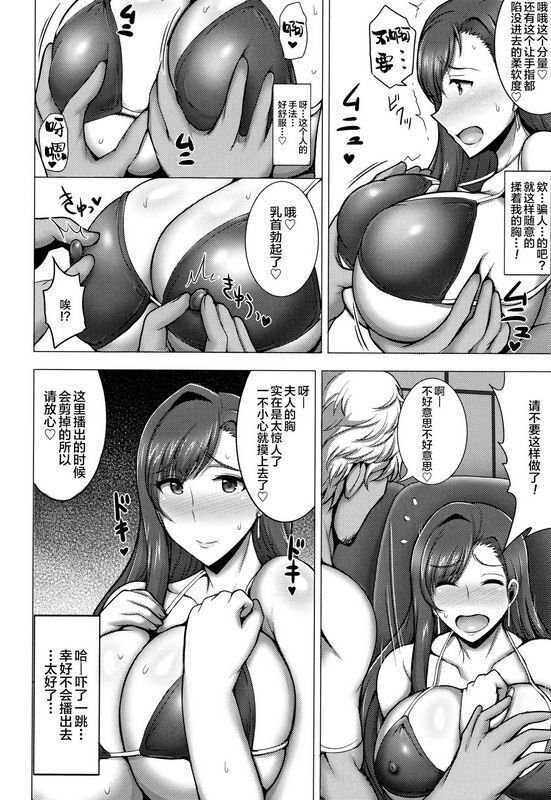 哦哦这个分量
还有这个让手指都
陷没进去的柔软度♡
啊…
不要…
ムニュ
欸…骗人…的吧？
就这样随意的
揉着我的胸…！
ムニュ
啊♥
呀…这个人的
手法…
好舒服…♡
ムニュ♥
呀嗯
哦♡
乳首勃起了♡
きゅっ♥
きゅうぅ♥
唉!?
请不要这样做了！
啊—
不好意思不好意思♡
呀—
夫人的胸
实在是太惊人了
一不小心就摸上去了♡
ドキ♥
ドキ
这里播出的时候
会剪掉的所以
请放心♡
哈—吓了一跳
幸好不会播出去
…太好了…